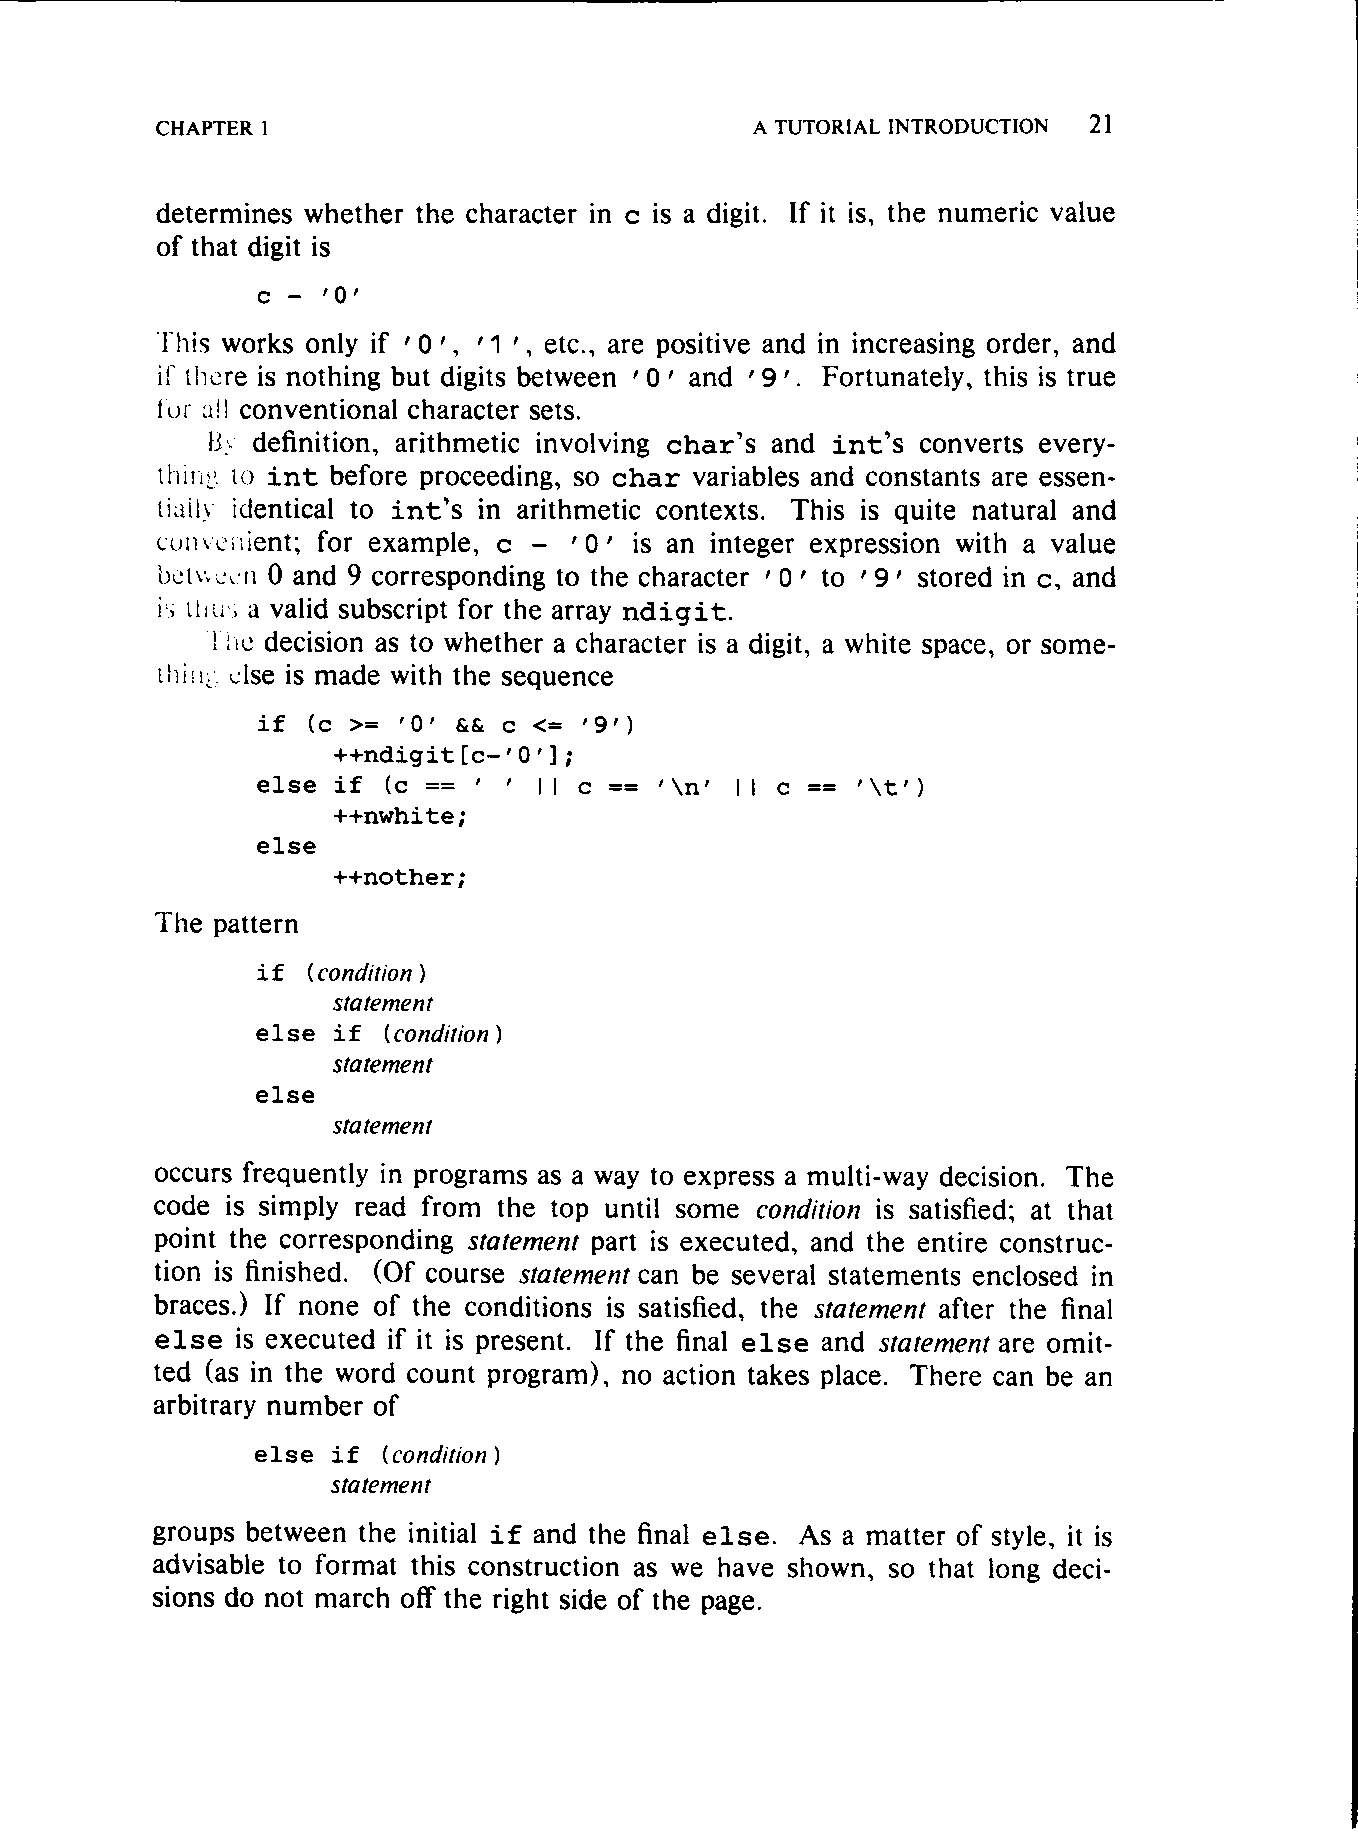 CHAPTER 1 A TUTORIAL INTRODUCTION 21
determines whether the character in c is a digit. If it is, the numeric value
of that digit is
c - '0'
This works only if '0', '1', etc., are positive and in increasing order, and
if there is nothing but digits between '0' and '9'. Fortunately, this is true
for all conventional character sets.
By definition, arithmetic involving char's and int's converts every-
thing to int before proceeding, so char variables and constants are essen-
tially identical to int's in arithmetic contexts. This is quite natural and
convenient; for example, c - '0' is an integer expression with a value
between 0 and 9 corresponding to the character '0' to '9' stored in c, and
is thus a valid subscript for the array ndigit.
The decision as to whether a character is a digit, a white space, or some-
thing else is made with the sequence
if (c >= '0' && c <= '9')
++ndigit[c-'0'];
else if (c == ' ' || c == '\n' || c == '\t')
++nwhite;
else
++nother;
The pattern
if (condition)
statement
else if (condition)
statement
else
statement
occurs frequently in programs as a way to express a multi-way decision. The
code is simply read from the top until some condition is satisfied; at that
point the corresponding statement part is executed, and the entire construc-
tion is finished. (Of course statement can be several statements enclosed in
braces.) If none of the conditions is satisfied, the statement after the final
else is executed if it is present. If the final else and statement are omit-
ted (as in the word count program), no action takes place. There can be an
arbitrary number of
else if (condition)
statement
groups between the initial if and the final else. As a matter of style, it is
advisable to format this construction as we have shown, so that long deci-
sions do not march off the right side of the page.